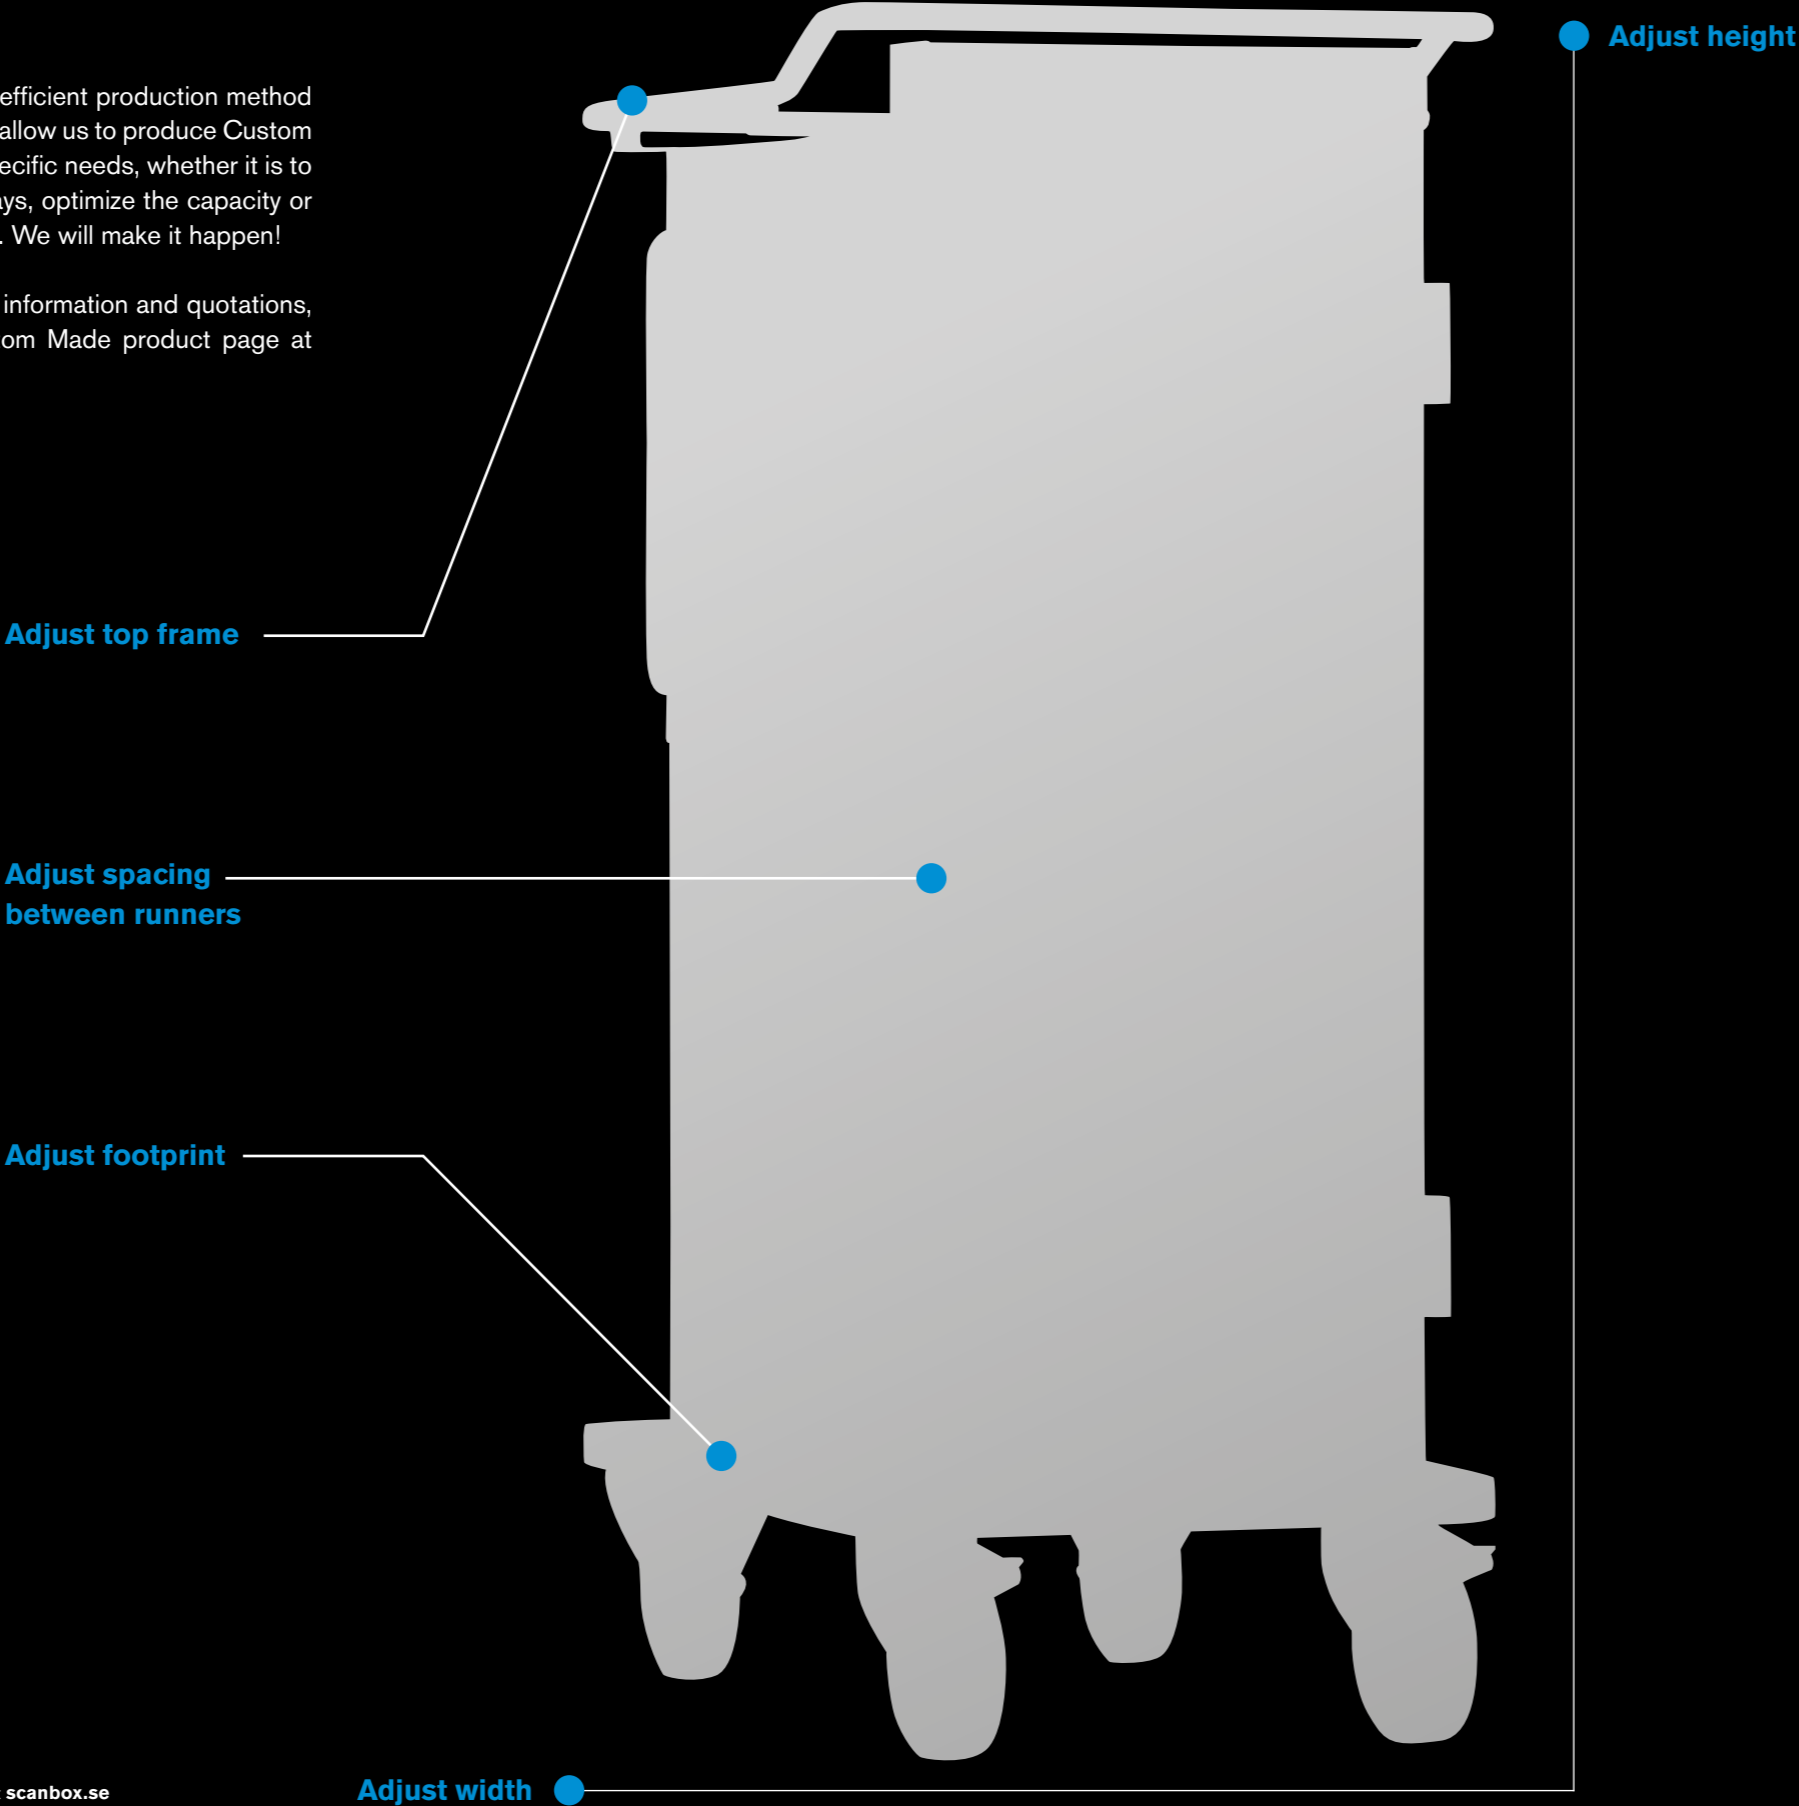 efficient production method
allow us to produce Custom
ecific needs, whether it is to
ys, optimize the capacity or
. We will make it happen!
information and quotations,
om Made product page at
Adjust height
Adjust top frame
Adjust spacing
between runners
Adjust footprint
Adjust width
scanbox.se